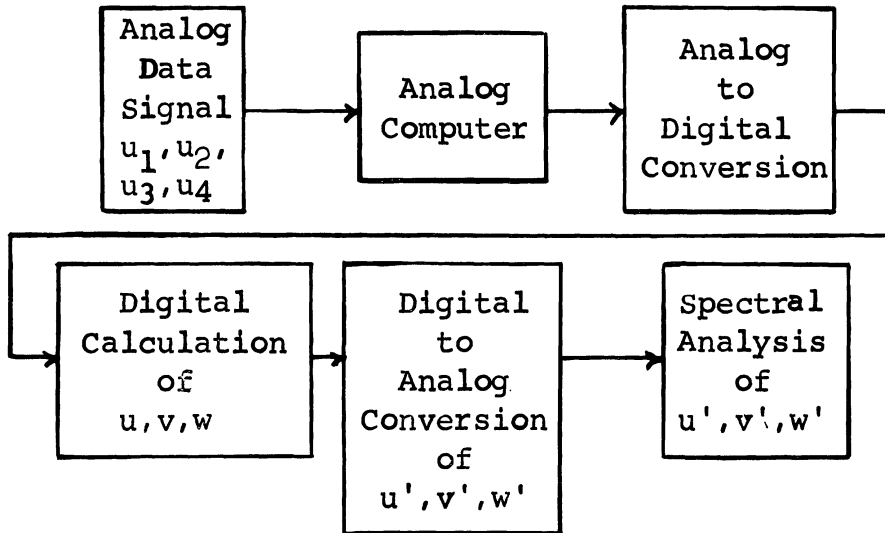 Analog
Data
Signal
u1,u2,
u3,u4
Analog
Computer
Analog
to
Digital
Conversion
Digital
Calculation
of
u,v,w
Digital
to
Analog
Conversion
of
u',v',w'
Spectral
Analysis
of
u',v',w'